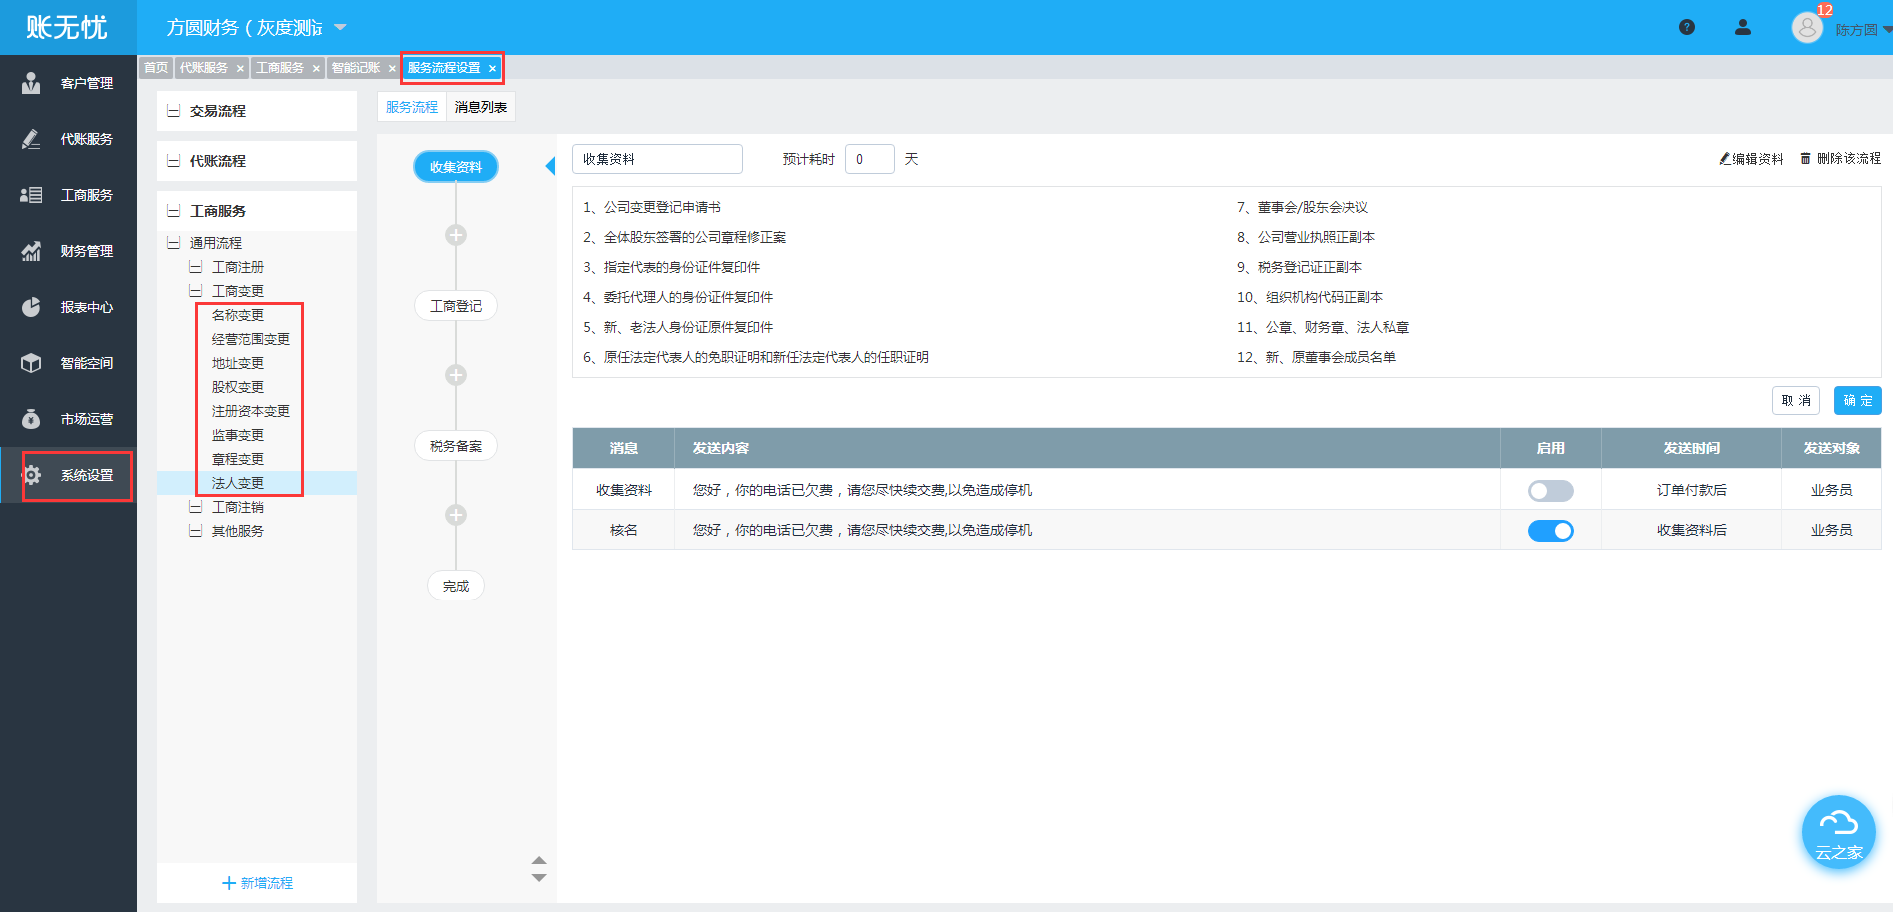 账无忧
方圆财务（灰度测试
12
陈方圆
首页 代账服务 × 工商服务 × 智能记账 × 服务流程设置 ×
客户管理
代账服务
工商服务
财务管理
报表中心
智能空间
市场运营
系统设置
交易流程
代账流程
工商服务
通用流程
工商注册
工商变更
名称变更
经营范围变更
地址变更
股权变更
注册资本变更
监事变更
章程变更
法人变更
工商注销
其他服务
新增流程
服务流程 消息列表
收集资料
工商登记
税务备案
完成
收集资料 预计耗时 0 天 编辑资料 删除该流程
1、公司变更登记申请书
2、全体股东签署的公司章程修正案
3、指定代表的身份证件复印件
4、委托代理人的身份证件复印件
5、新、老法人身份证原件复印件
6、原任法定代表人的免职证明和新任法定代表人的任职证明
7、董事会/股东会决议
8、公司营业执照正副本
9、税务登记证正副本
10、组织机构代码正副本
11、公章、财务章、法人私章
12、新、原董事会成员名单
取 消 确 定
消息 发送内容 启用 发送时间 发送对象
收集资料 您好，你的电话已欠费，请您尽快续交费,以免造成停机 订单付款后 业务员
核名 您好，你的电话已欠费，请您尽快续交费,以免造成停机 收集资料后 业务员
云之家